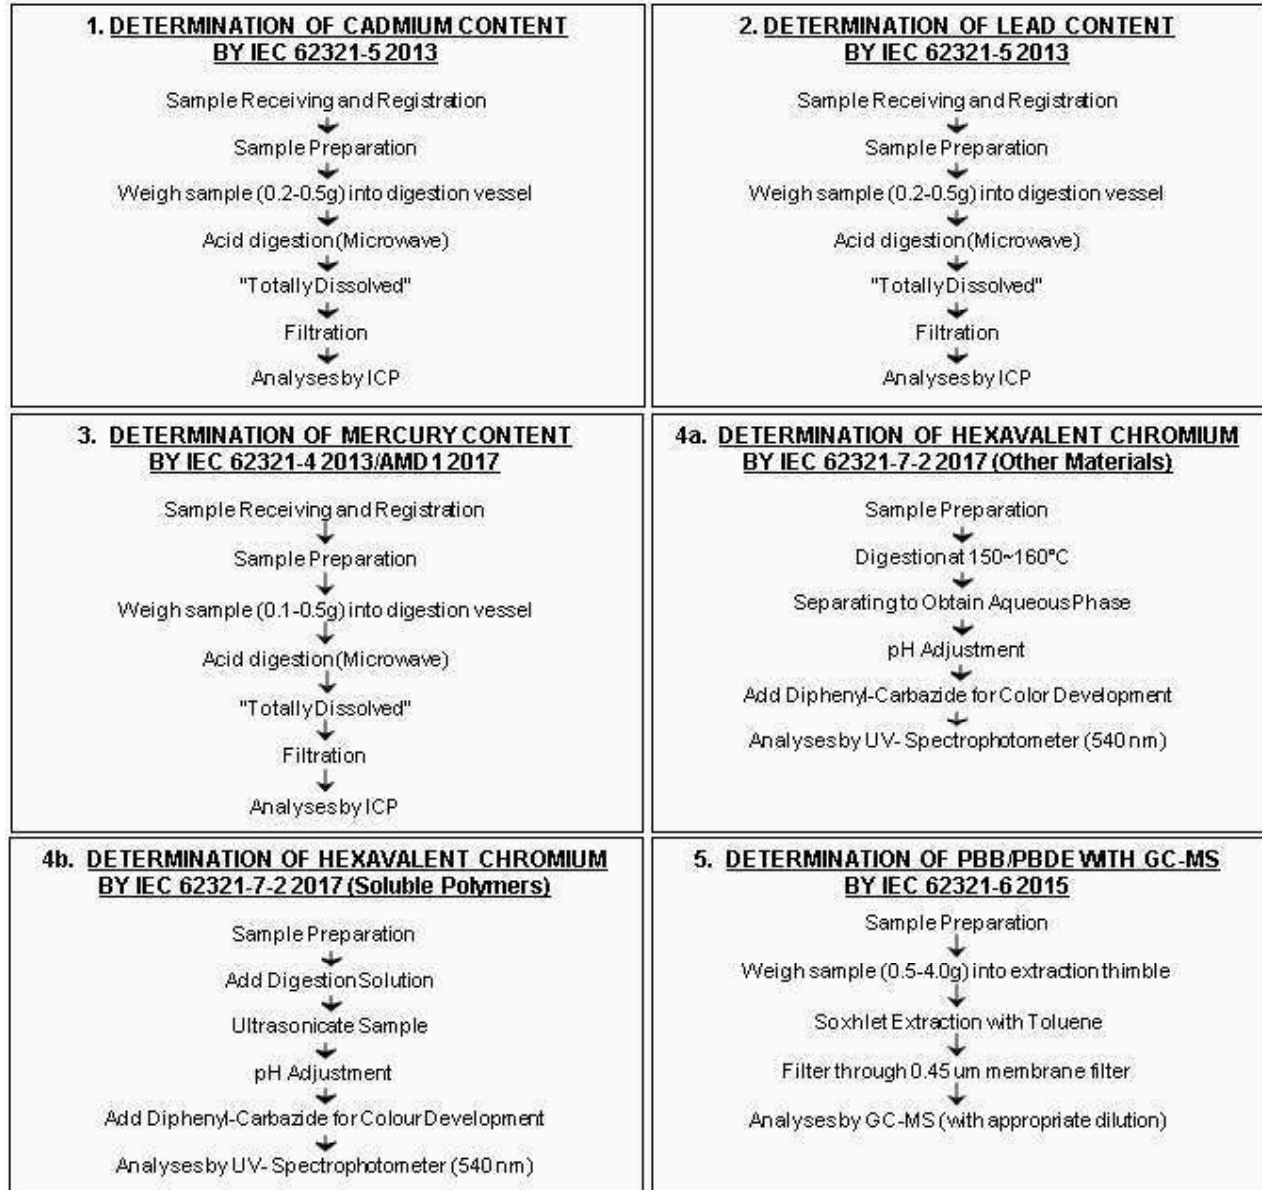 1. DETERMINATION OF CADMIUM CONTENT
BY IEC 62321-5 2013
Sample Receiving and Registration
Sample Preparation
Weigh sample (0.2-0.5g) into digestion vessel
Acid digestion (Microwave)
"Totally Dissolved"
Filtration
Analyses by ICP
2. DETERMINATION OF LEAD CONTENT
BY IEC 62321-5 2013
Sample Receiving and Registration
Sample Preparation
Weigh sample (0.2-0.5g) into digestion vessel
Acid digestion (Microwave)
"Totally Dissolved"
Filtration
Analyses by ICP
3. DETERMINATION OF MERCURY CONTENT
BY IEC 62321-4 2013/AMD1 2017
Sample Receiving and Registration
Sample Preparation
Weigh sample (0.1-0.5g) into digestion vessel
Acid digestion (Microwave)
"Totally Dissolved"
Filtration
Analyses by ICP
4a. DETERMINATION OF HEXAVALENT CHROMIUM
BY IEC 62321-7-2 2017 (Other Materials)
Sample Preparation
Digestion at 150~160°C
Separating to Obtain Aqueous Phase
pH Adjustment
Add Diphenyl-Carbazide for Color Development
Analyses by UV- Spectrophotometer (540 nm)
4b. DETERMINATION OF HEXAVALENT CHROMIUM
BY IEC 62321-7-2 2017 (Soluble Polymers)
Sample Preparation
Add Digestion Solution
Ultrasonicate Sample
pH Adjustment
Add Diphenyl-Carbazide for Colour Development
Analyses by UV- Spectrophotometer (540 nm)
5. DETERMINATION OF PBB/PBDE WITH GC-MS
BY IEC 62321-6 2015
Sample Preparation
Weigh sample (0.5-4.0g) into extraction thimble
Soxhlet Extraction with Toluene
Filter through 0.45 um membrane filter
Analyses by GC-MS (with appropriate dilution)